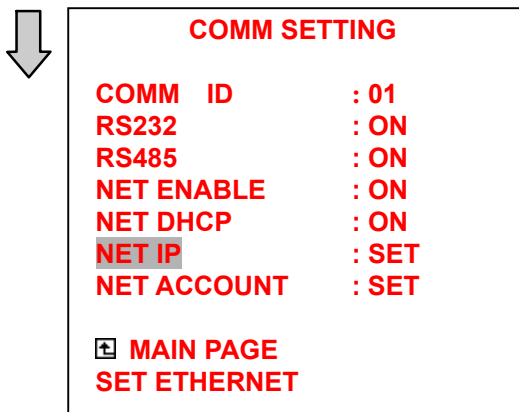 COMM SETTING
COMM ID : 01
RS232 : ON
RS485 : ON
NET ENABLE : ON
NET DHCP : ON
NET IP : SET
NET ACCOUNT : SET
MAIN PAGE
SET ETHERNET